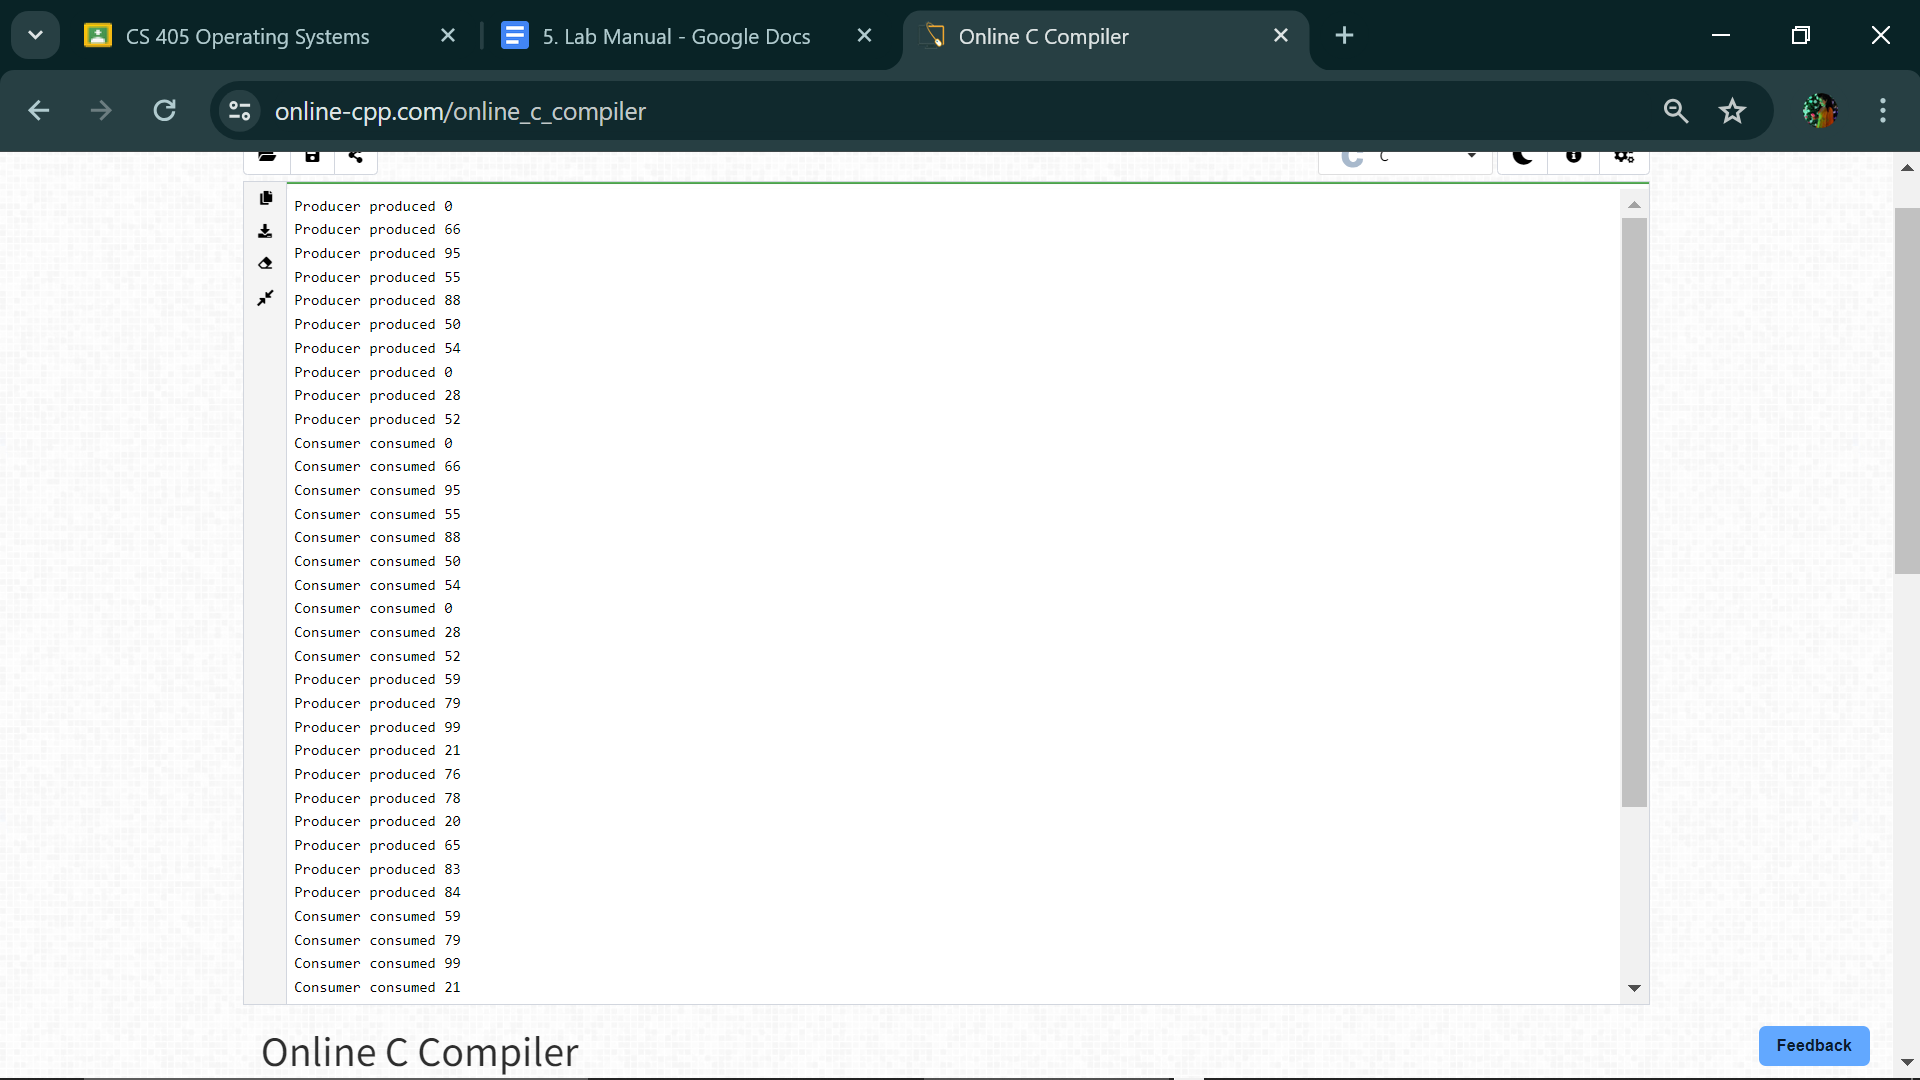 CS 405 Operating Systems
5. Lab Manual - Google Docs
Online C Compiler
online-cpp.com/online_c_compiler
C
Producer produced 0
Producer produced 66
Producer produced 95
Producer produced 55
Producer produced 88
Producer produced 50
Producer produced 54
Producer produced 0
Producer produced 28
Producer produced 52
Consumer consumed 0
Consumer consumed 66
Consumer consumed 95
Consumer consumed 55
Consumer consumed 88
Consumer consumed 50
Consumer consumed 54
Consumer consumed 0
Consumer consumed 28
Consumer consumed 52
Producer produced 59
Producer produced 79
Producer produced 99
Producer produced 21
Producer produced 76
Producer produced 78
Producer produced 20
Producer produced 65
Producer produced 83
Producer produced 84
Consumer consumed 59
Consumer consumed 79
Consumer consumed 99
Consumer consumed 21
Online C Compiler
Feedback